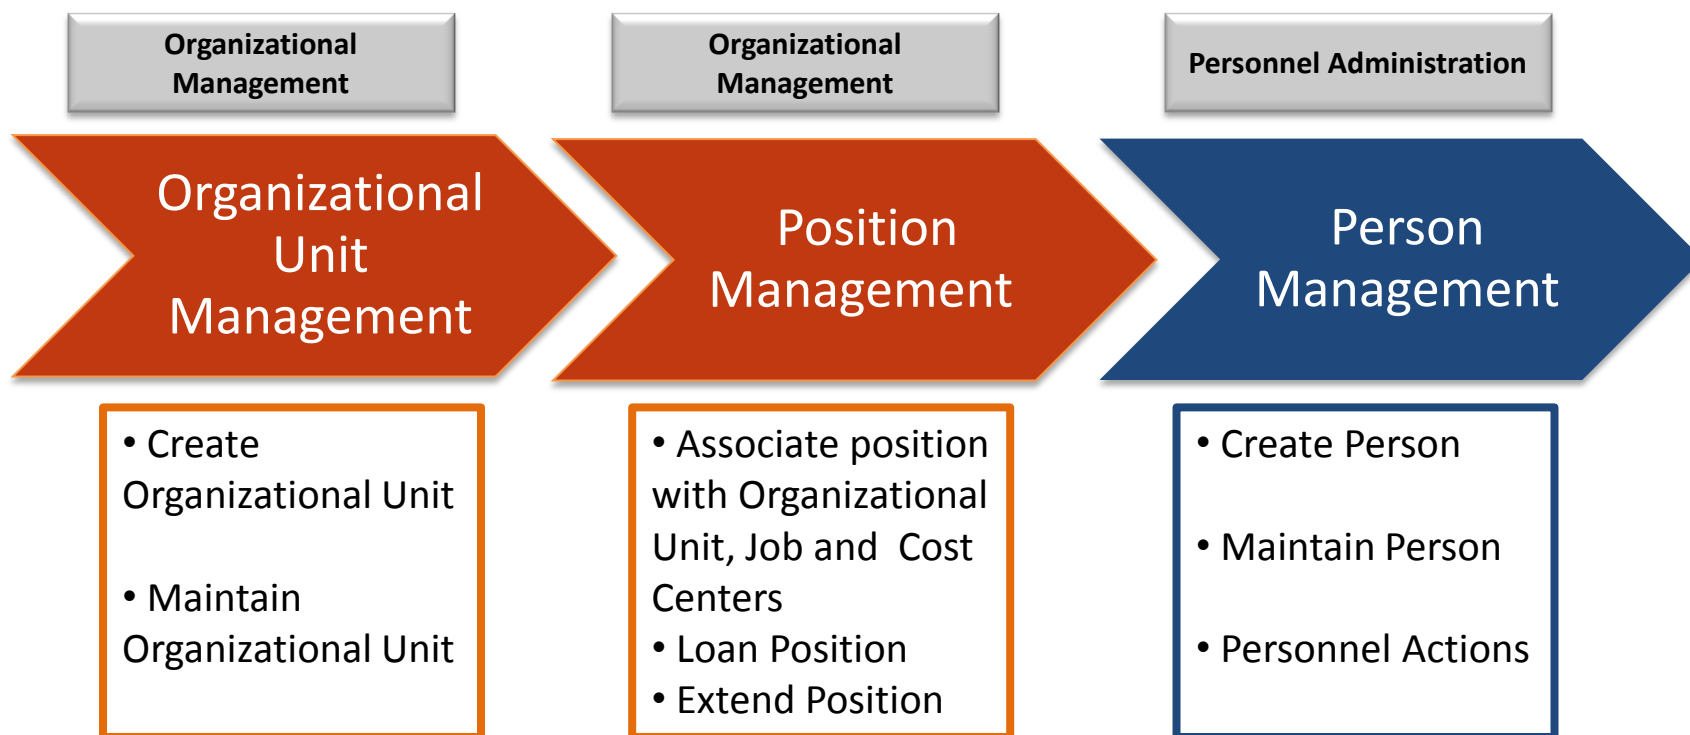 Organizational
Management
Organizational
Management
Personnel Administration
Organizational
Unit
Management
Position
Management
Person
Management
• Create
Organizational Unit
• Maintain
Organizational Unit
• Associate position
with Organizational
Unit, Job and  Cost
Centers
• Loan Position
• Extend Position
• Create Person
• Maintain Person
• Personnel Actions